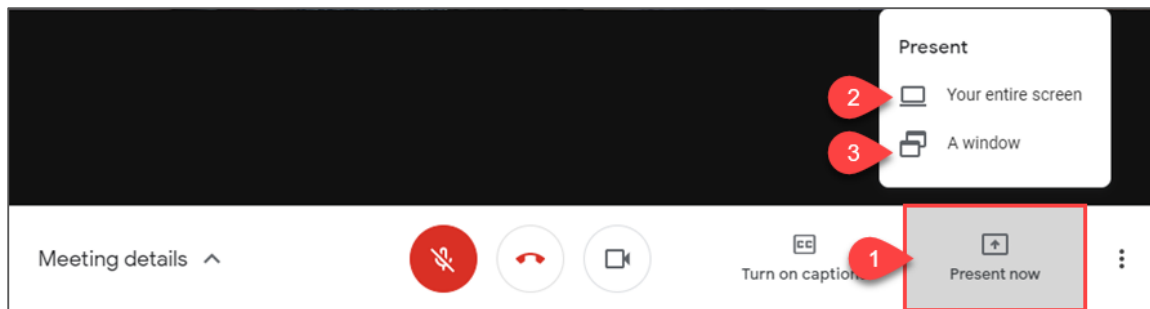 Present
2
Your entire screen
3
A window
Meeting details
CC
Turn on caption
1
Present now